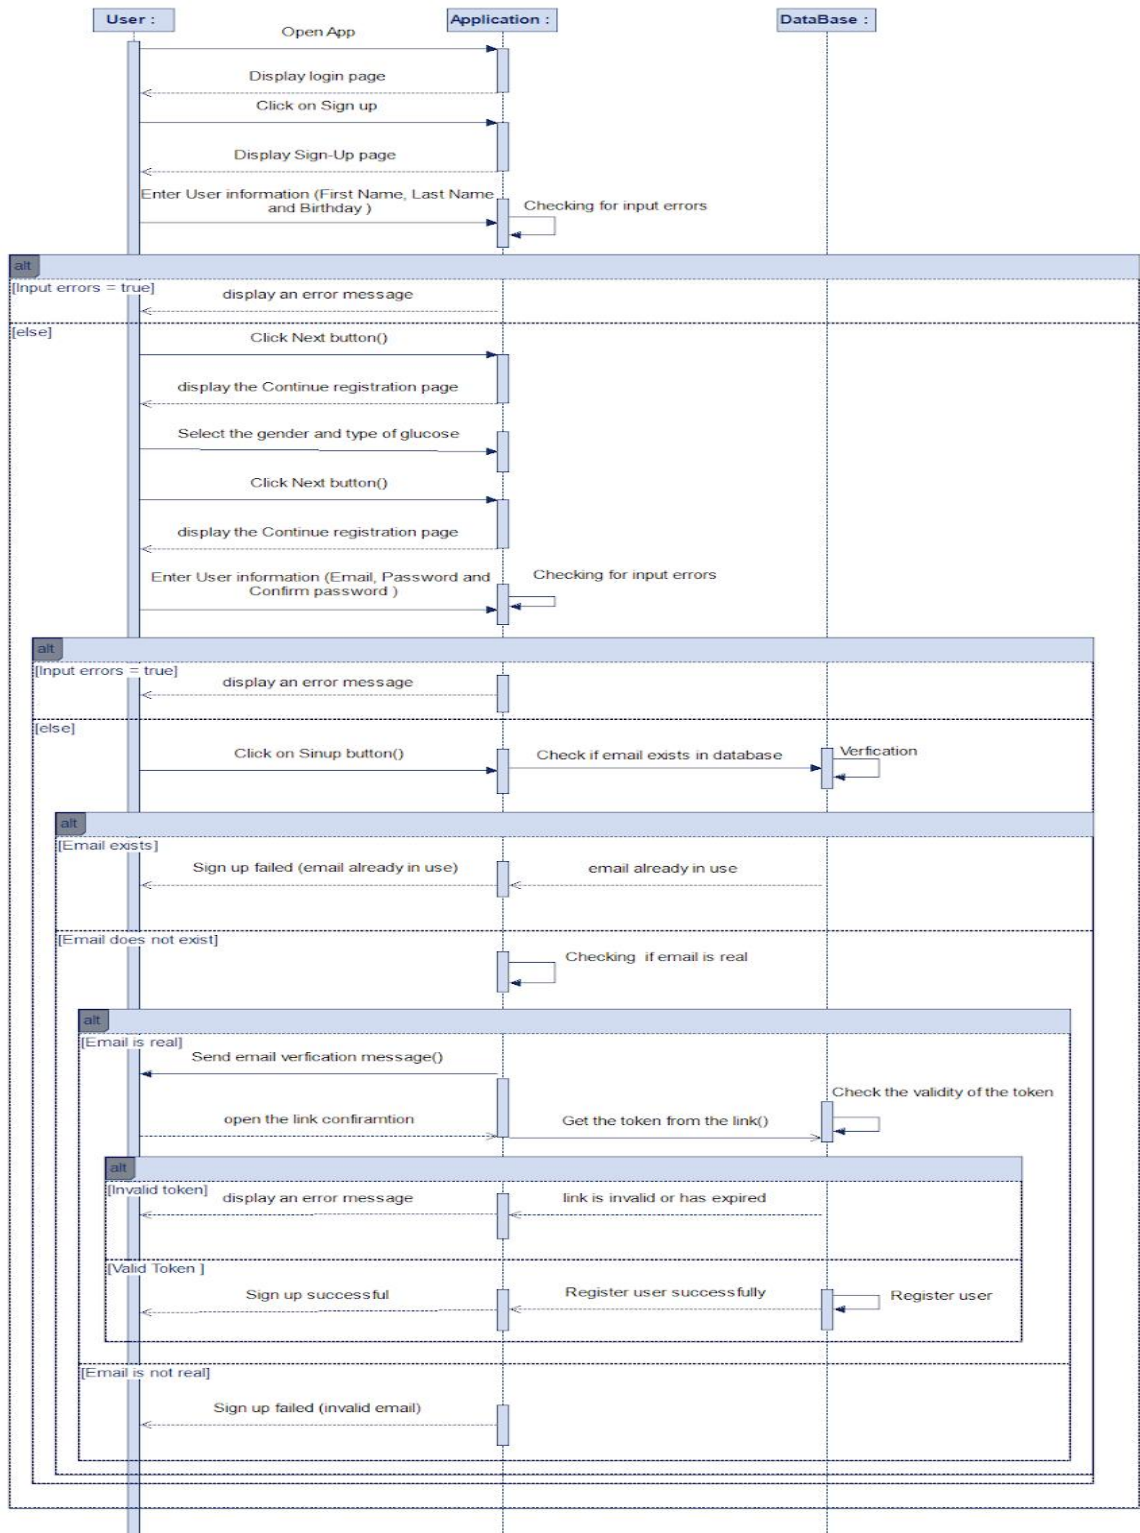 User :
Application :
DataBase :
Open App
Display login page
Click on Sign up
Display Sign-Up page
Enter User information (First Name, Last Name
and Birthday )
Checking for input errors
alt
[Input errors = true]
display an error message
[else]
Click Next button()
display the Continue registration page
Select the gender and type of glucose
Click Next button()
display the Continue registration page
Enter User information (Email, Password and
Confirm password )
Checking for input errors
alt
[Input errors = true]
display an error message
[else]
Click on Sinup button()
Check if email exists in database
Verfication
alt
[Email exists]
Sign up failed (email already in use)
email already in use
[Email does not exist]
Checking if email is real
alt
[Email is real]
Send email verfication message()
Check the validity of the token
open the link confiramtion
Get the token from the link()
alt
[Invalid token]
display an error message
link is invalid or has expired
[Valid Token ]
Sign up successful
Register user successfully
Register user
[Email is not real]
Sign up failed (invalid email)